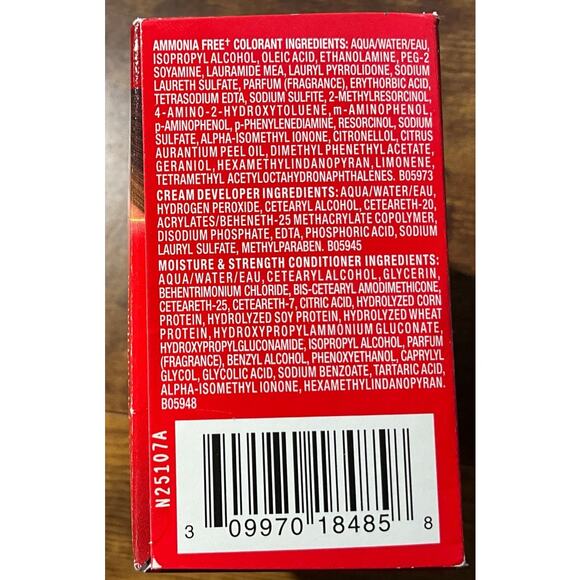 AMMONIA FREE+ COLORANT INGREDIENTS: AQUA/WATER/EAU,
ISOPROPYL ALCOHOL, OLEIC ACID, ETHANOLAMINE, PEG-2
SOYAMINE, LAURAMIDE MEA, LAURYL PYRROLIDONE, SODIUM
LAURETH SULFATE, PARFUM (FRAGRANCE), ERYTHORBIC ACID,
TETRASODIUM EDTA, SODIUM SULFITE, 2-METHYLRESORCINOL,
4-AMINO-2-HYDROXYTOLUENE, m-AMINOPHENOL,
p-AMINOPHENOL, p-PHENYLENEDIAMINE, RESORCINOL, SODIUM
SULFATE, ALPHA-ISOMETHYL IONONE, CITRONELLOL, CITRUS
AURANTIUM PEEL OIL, DIMETHYL PHENETHYL ACETATE,
GERANIOL, HEXAMETHYLINDANOPYRAN, LIMONENE,
TETRAMETHYL ACETYLOCTAHYDRONAPHTHALENES. B05973
CREAM DEVELOPER INGREDIENTS: AQUA/WATER/EAU,
HYDROGEN PEROXIDE, CETEARYL ALCOHOL, CETEARETH-20,
ACRYLATES/BEHENETH-25 METHACRYLATE COPOLYMER,
DISODIUM PHOSPHATE, EDTA, PHOSPHORIC ACID, SODIUM
LAURYL SULFATE, METHYLPARABEN. B05945
MOISTURE & STRENGTH CONDITIONER INGREDIENTS:
AQUA/WATER/EAU, CETEARYL ALCOHOL, GLYCERIN,
BEHENTRIMONIUM CHLORIDE, BIS-CETEARYL AMODIMETHICONE,
CETEARETH-25, CETEARETH-7, CITRIC ACID, HYDROLYZED CORN
PROTEIN, HYDROLYZED SOY PROTEIN, HYDROLYZED WHEAT
PROTEIN, HYDROXYPROPYLAMMONIUM GLUCONATE,
HYDROXYPROPYLGLUCONAMIDE, ISOPROPYL ALCOHOL, PARFUM
(FRAGRANCE), BENZYL ALCOHOL, PHENOXYETHANOL, CAPRYLYL
GLYCOL, GLYCOLIC ACID, SODIUM BENZOATE, TARTARIC ACID,
ALPHA-ISOMETHYL IONONE, HEXAMETHYLINDANOPYRAN.
B05948
N25107A
3 09970 18485 8